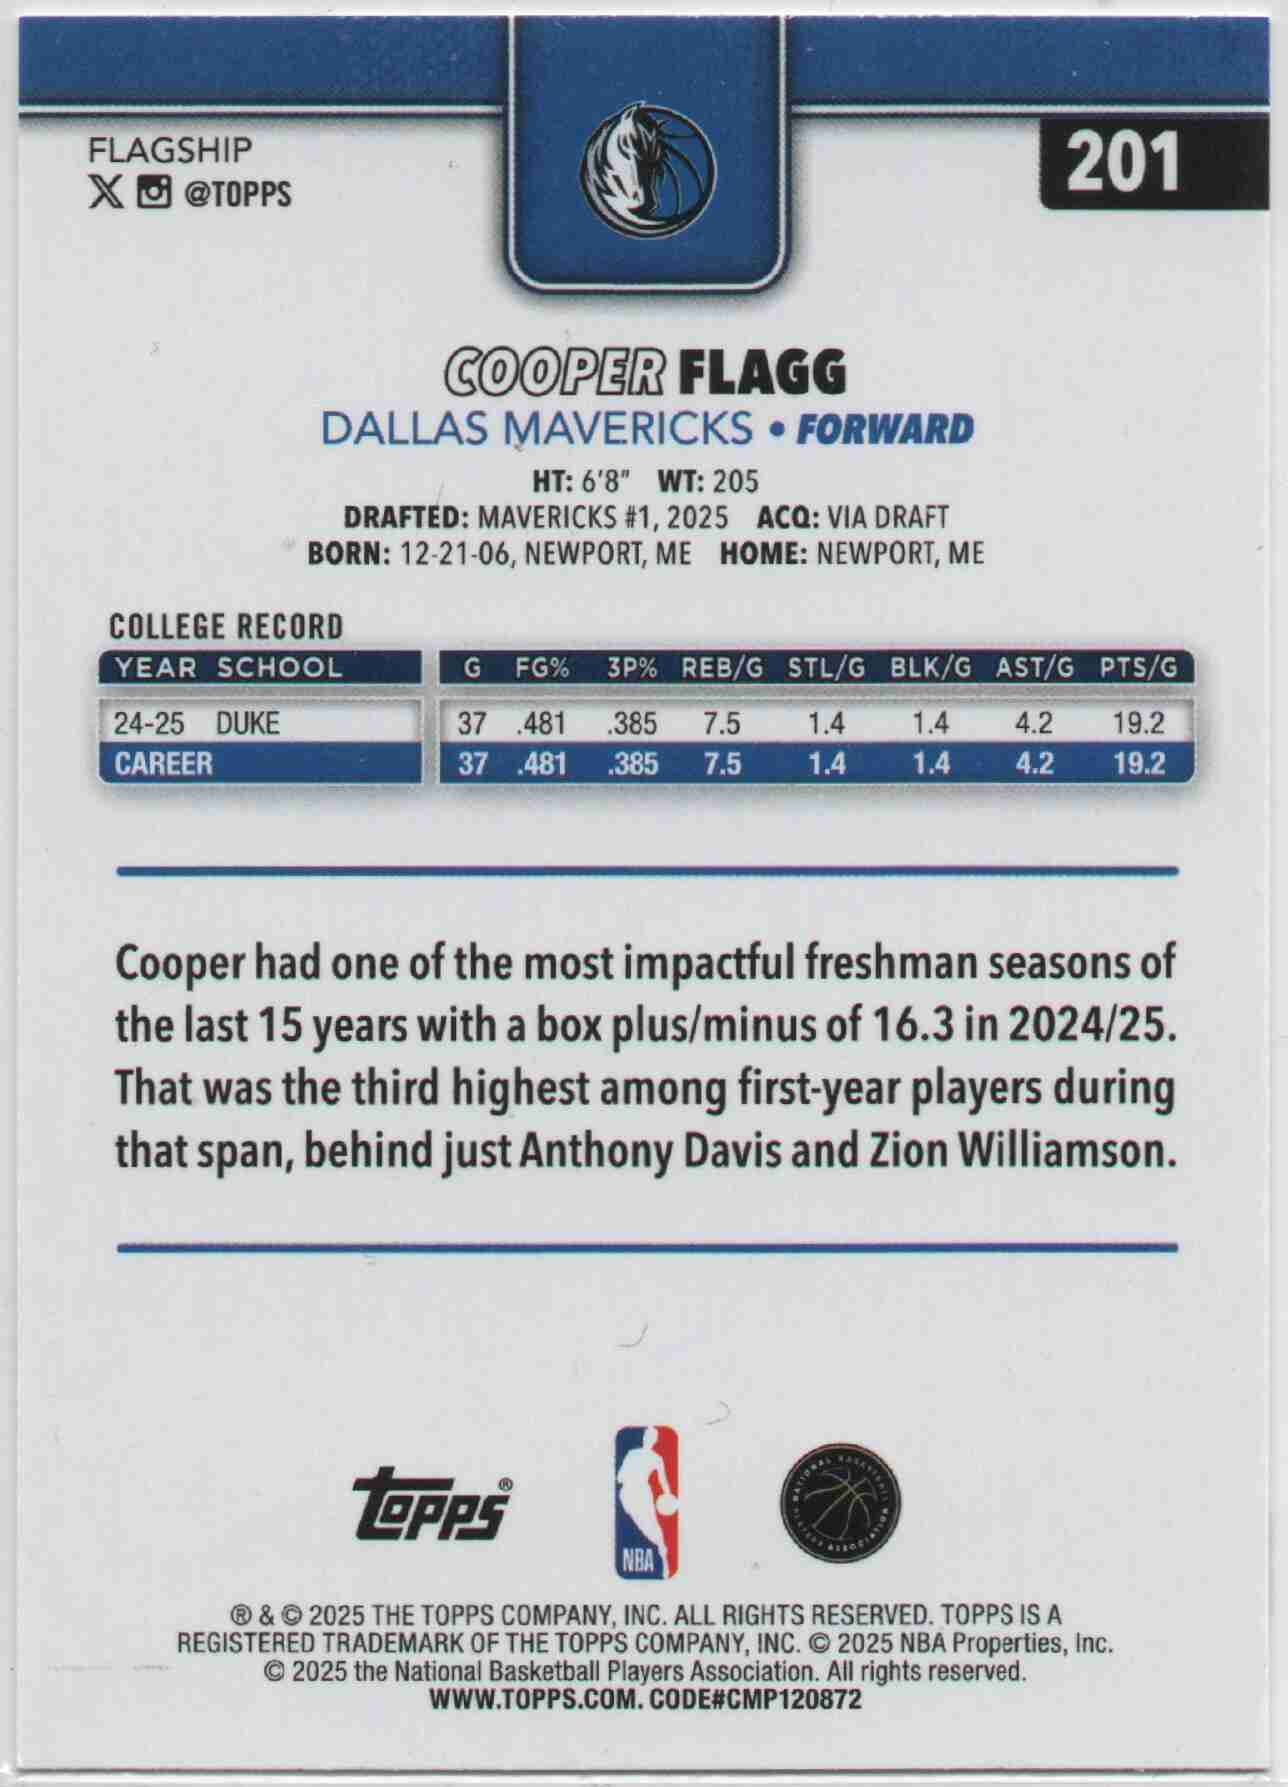 FLAGSHIP
201
X @TOPPS
COOPER FLAGG
DALLAS MAVERICKS • FORWARD
HT: 6'8" WT: 205
DRAFTED: MAVERICKS #1, 2025 ACQ: VIA DRAFT
BORN: 12-21-06, NEWPORT, ME HOME: NEWPORT, ME
COLLEGE RECORD
YEAR SCHOOL G FG% 3P% REB/G STL/G BLK/G AST/G PTS/G
24-25 DUKE 37 .481 .385 7.5 1.4 1.4 4.2 19.2
CAREER 37 .481 .385 7.5 1.4 1.4 4.2 19.2
Cooper had one of the most impactful freshman seasons of
the last 15 years with a box plus/minus of 16.3 in 2024/25.
That was the third highest among first-year players during
that span, behind just Anthony Davis and Zion Williamson.
topps®
NBA
NATIONAL BASKETBALL PLAYERS ASSOCIATION
® & © 2025 THE TOPPS COMPANY, INC. ALL RIGHTS RESERVED. TOPPS IS A
REGISTERED TRADEMARK OF THE TOPPS COMPANY, INC. © 2025 NBA Properties, Inc.
© 2025 the National Basketball Players Association. All rights reserved.
WWW.TOPPS.COM. CODE#CMP120872